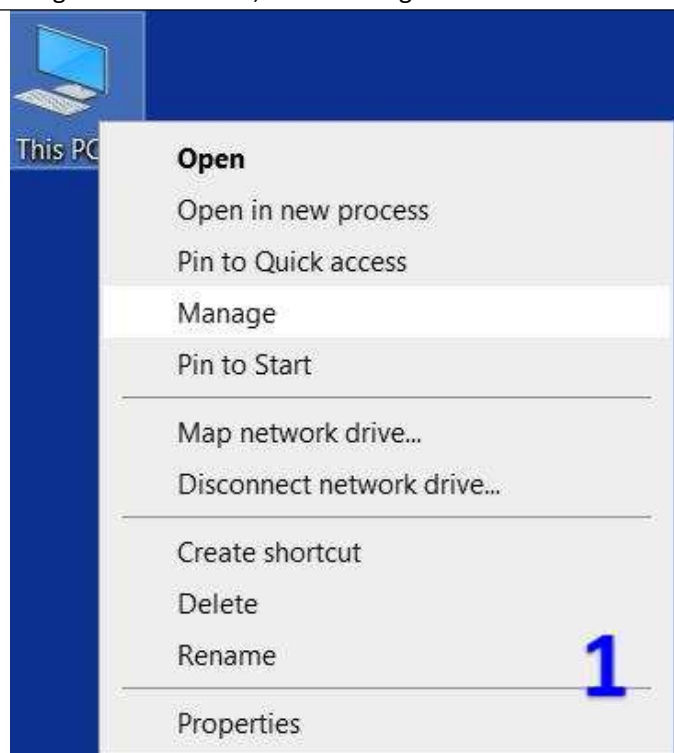 This PC
Open
Open in new process
Pin to Quick access
Manage
Pin to Start
Map network drive...
Disconnect network drive...
Create shortcut
Delete
Rename
1
Properties